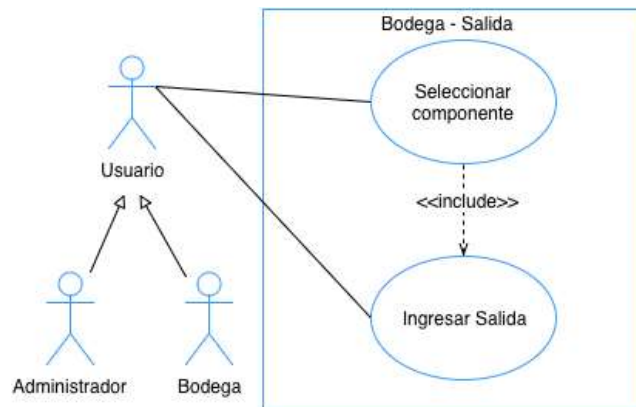 Bodega - Salida
Seleccionar
componente
Usuario
<<include>>
Ingresar Salida
Administrador
Bodega